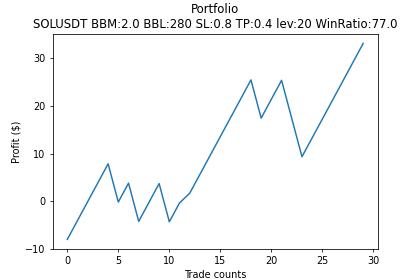 Portfolio
SOLUSDT BBM:2.0 BBL:280 SL:0.8 TP:0.4 lev:20 WinRatio:77.0
30
20
10
0
−10
Profit ($)
0 5 10 15 20 25 30
Trade counts